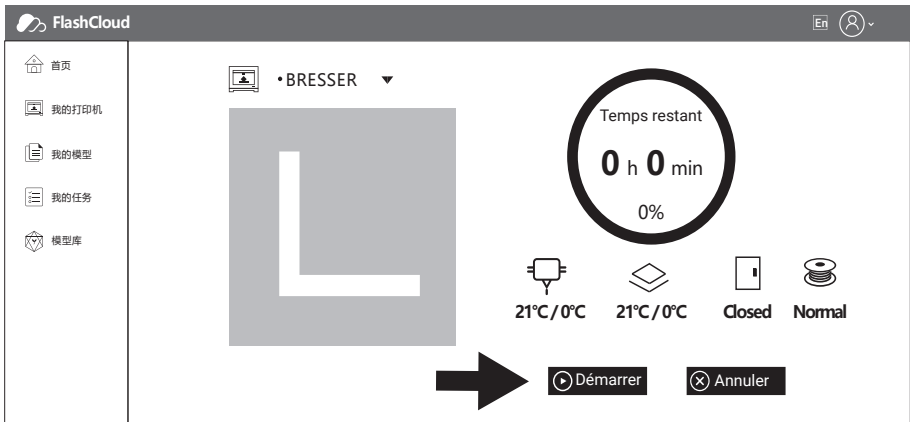 FlashCloud
En
首页
我的打印机
我的模型
我的任务
模型库
•BRESSER
Temps restant
0 h 0 min
0%
21°C/0°C
21°C/0°C
Closed
Normal
Démarrer
Annuler